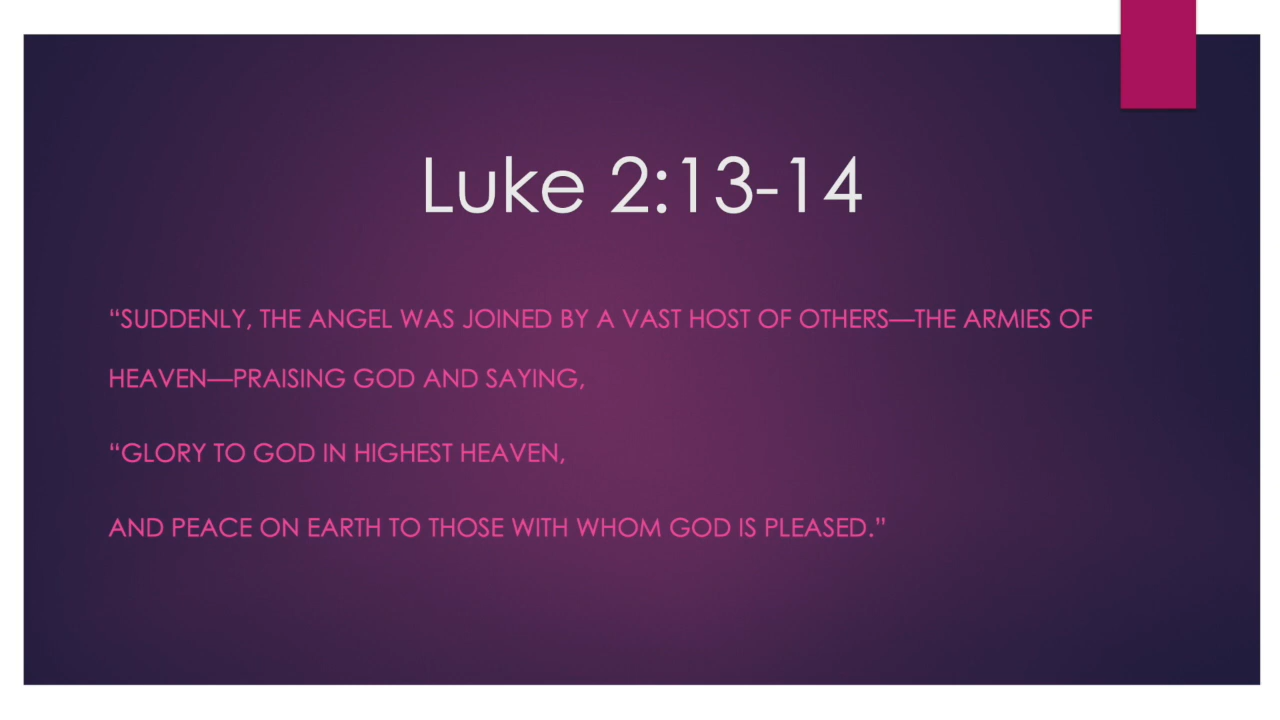 Luke 2:13-14
“SUDDENLY, THE ANGEL WAS JOINED BY A VAST HOST OF OTHERS—THE ARMIES OF
HEAVEN—PRAISING GOD AND SAYING,
“GLORY TO GOD IN HIGHEST HEAVEN,
AND PEACE ON EARTH TO THOSE WITH WHOM GOD IS PLEASED.”